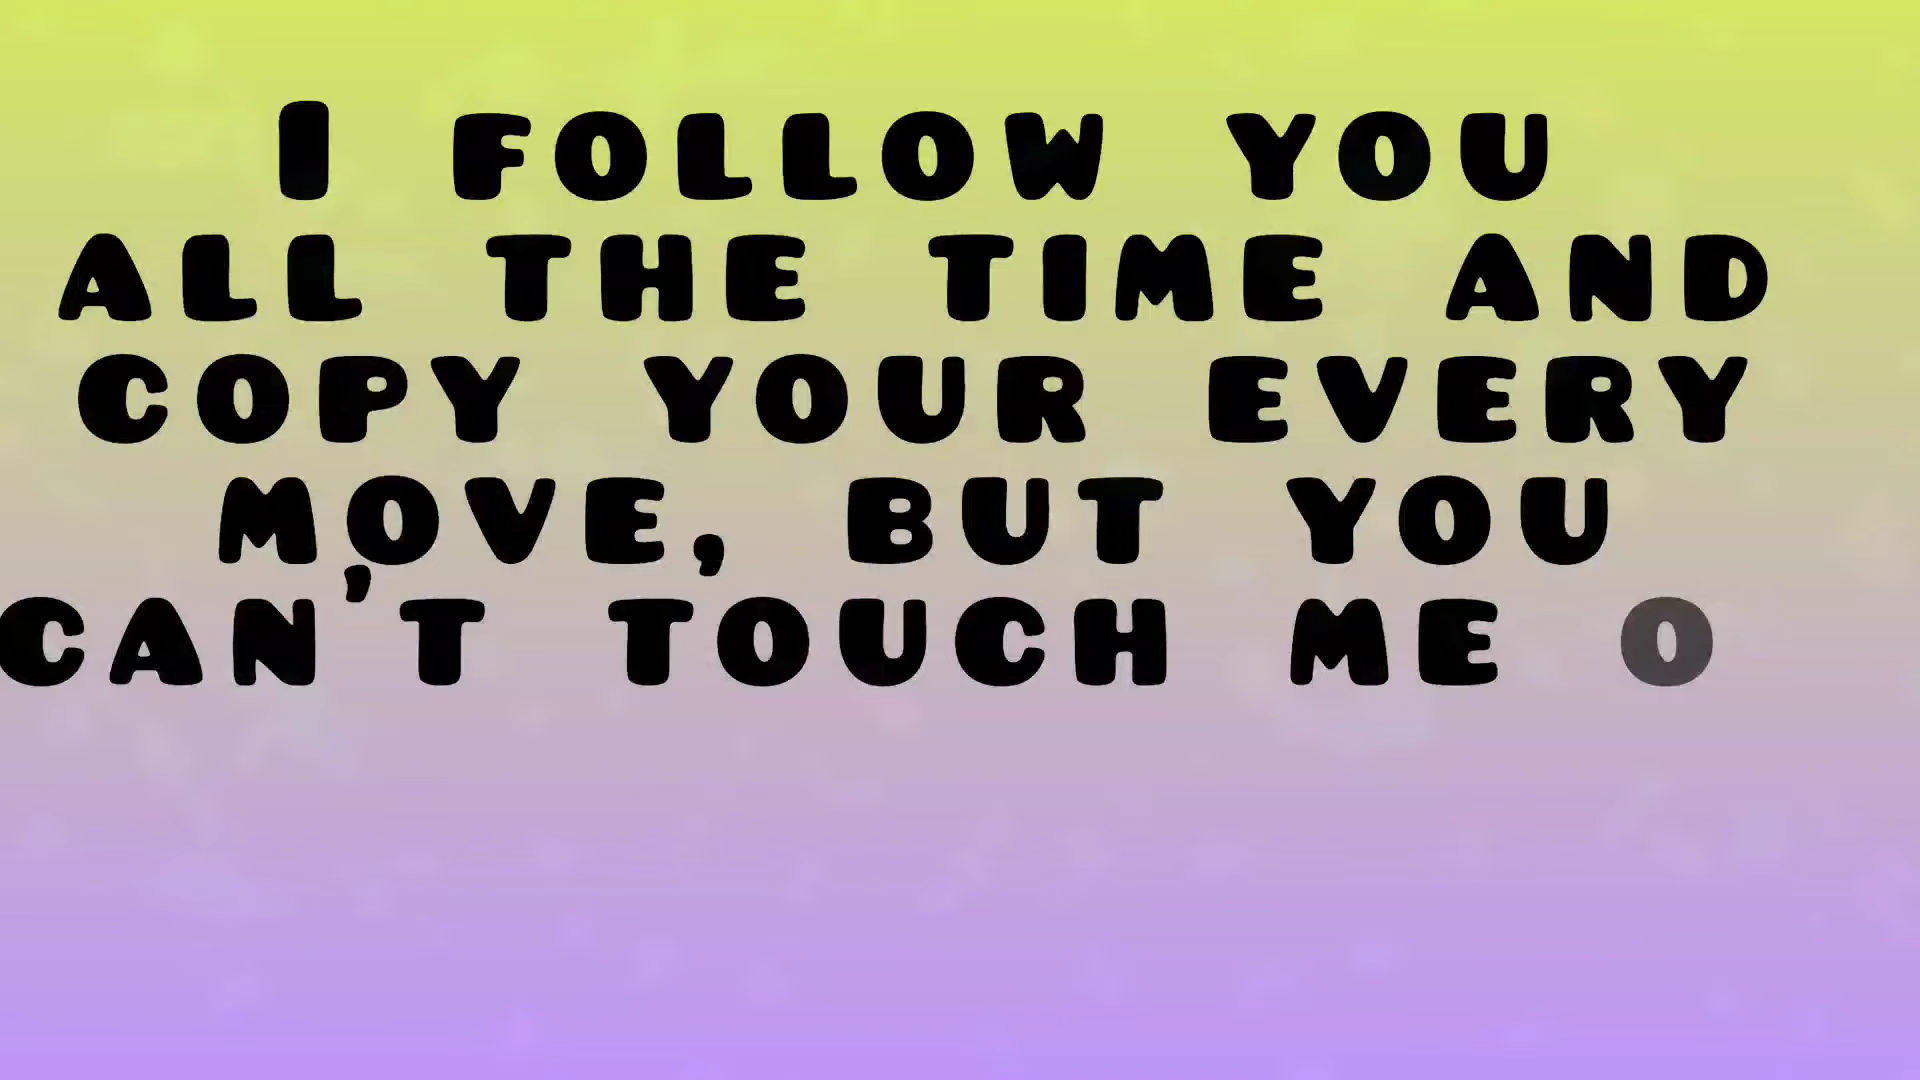 I FOLLOW YOU
ALL THE TIME AND
COPY YOUR EVERY
MOVE, BUT YOU
CAN'T TOUCH ME O